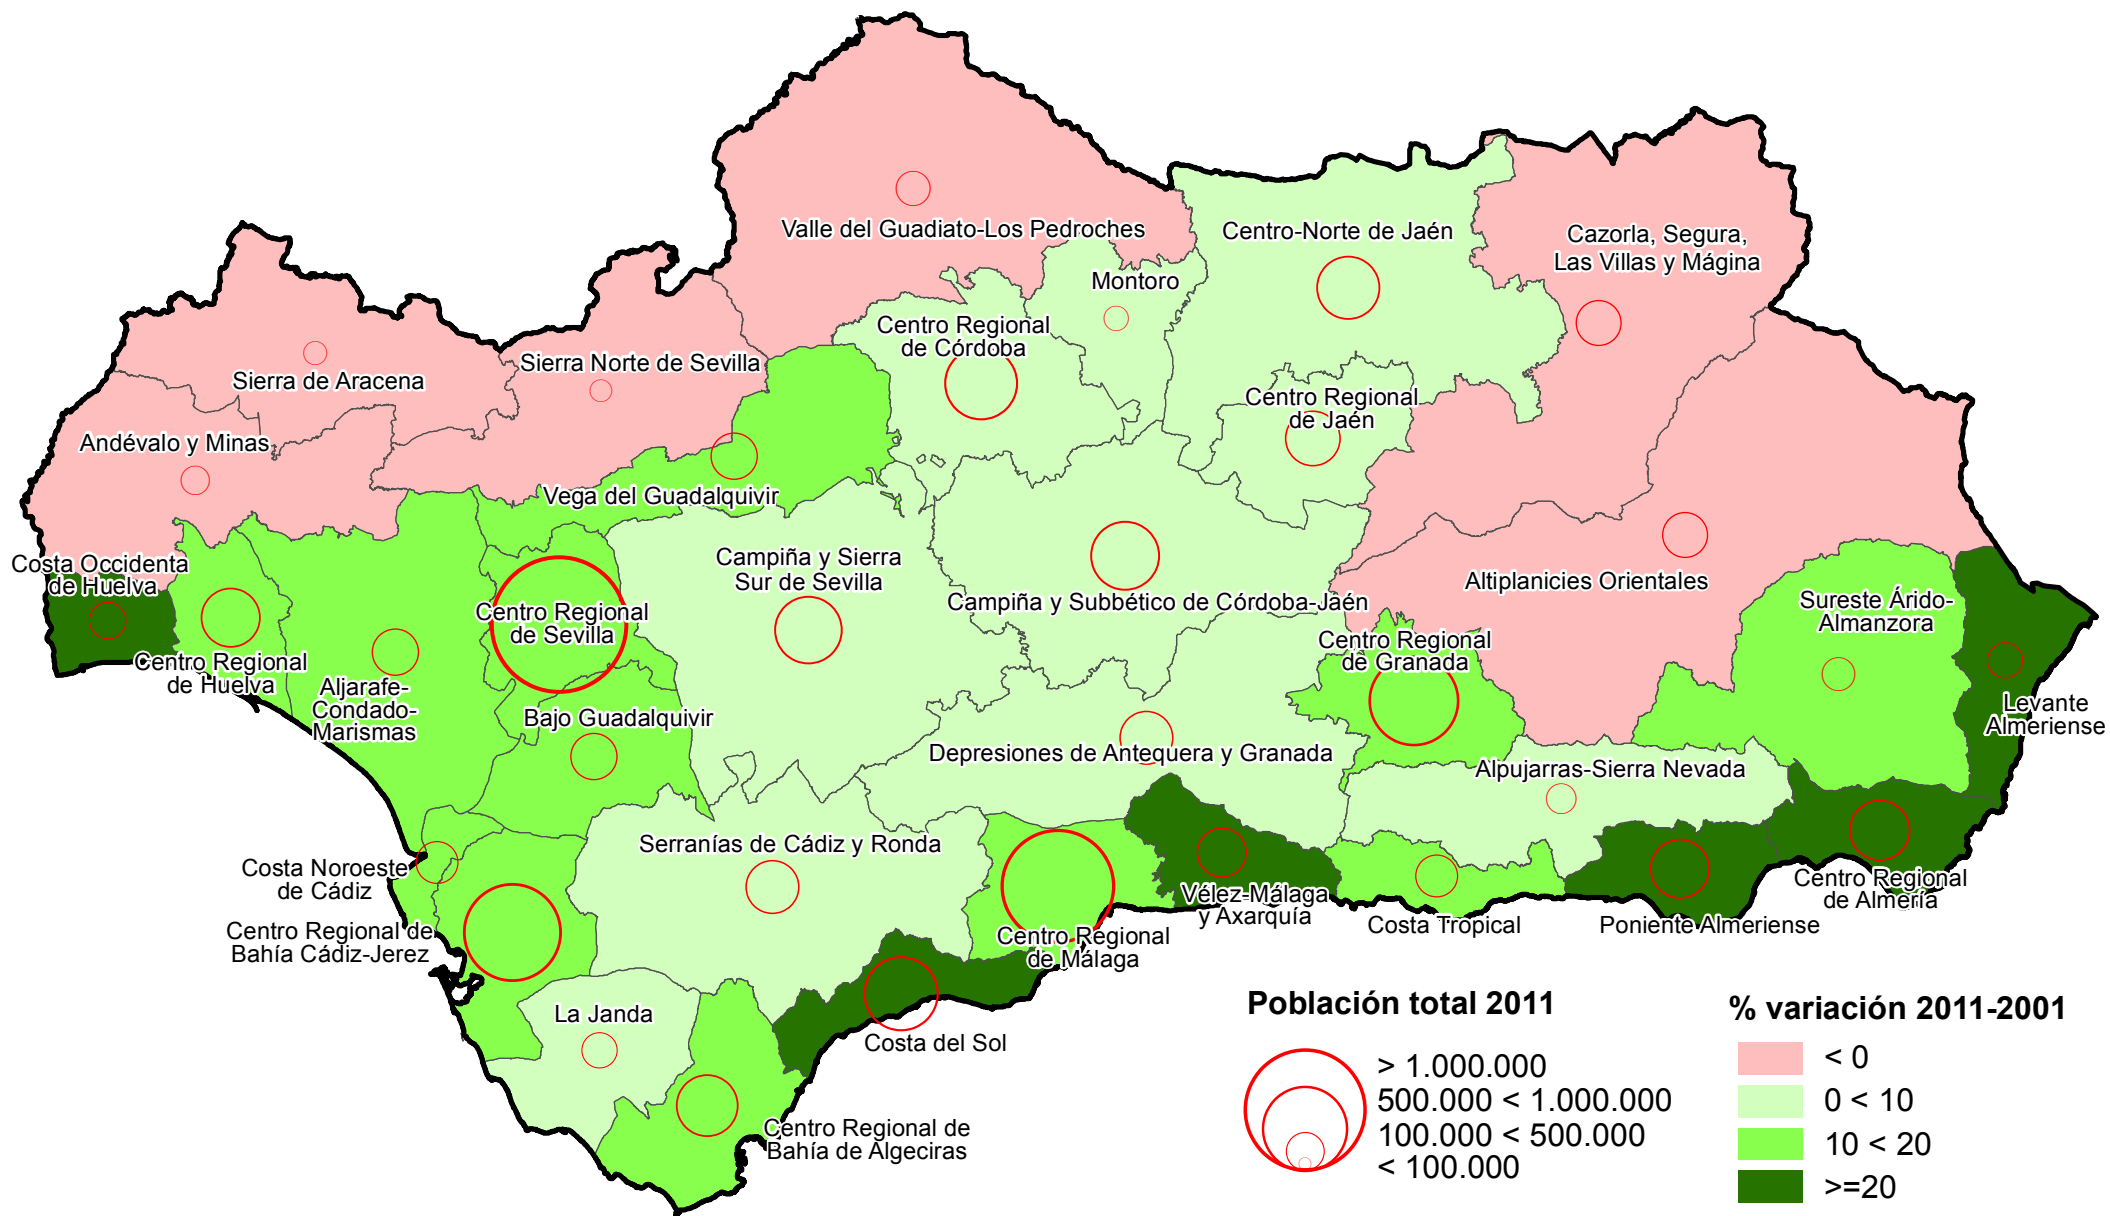 Valle del Guadiato-Los Pedroches
Centro-Norte de Jaén
Cazorla, Segura,
Las Villas y Mágina
Montoro
Centro Regional
de Córdoba
Sierra de Aracena
Sierra Norte de Sevilla
Centro Regional
de Jaén
Andévalo y Minas
Vega del Guadalquivir
Costa Occidenta
de Huelva
Campiña y Sierra
Sur de Sevilla
Centro Regional
de Sevilla
Campiña y Subbético de Córdoba-Jaén
Altiplanicies Orientales
Sureste Árido-
Almanzora
Centro Regional
de Granada
Centro Regional
de Huelva
Aljarafe-
Condado-
Marismas
Bajo Guadalquivir
Levante
Almeriense
Depresiones de Antequera y Granada
Alpujarras-Sierra Nevada
Serranías de Cádiz y Ronda
Costa Noroeste
de Cádiz
Vélez-Málaga
y Axarquía
Centro Regional
de Almería
Costa Tropical
Poniente Almeriense
Centro Regional de
Bahía Cádiz-Jerez
Centro Regional
de Málaga
La Janda
Costa del Sol
Centro Regional de
Bahía de Algeciras
Población total 2011
> 1.000.000
500.000 < 1.000.000
100.000 < 500.000
< 100.000
% variación 2011-2001
< 0
0 < 10
10 < 20
>=20